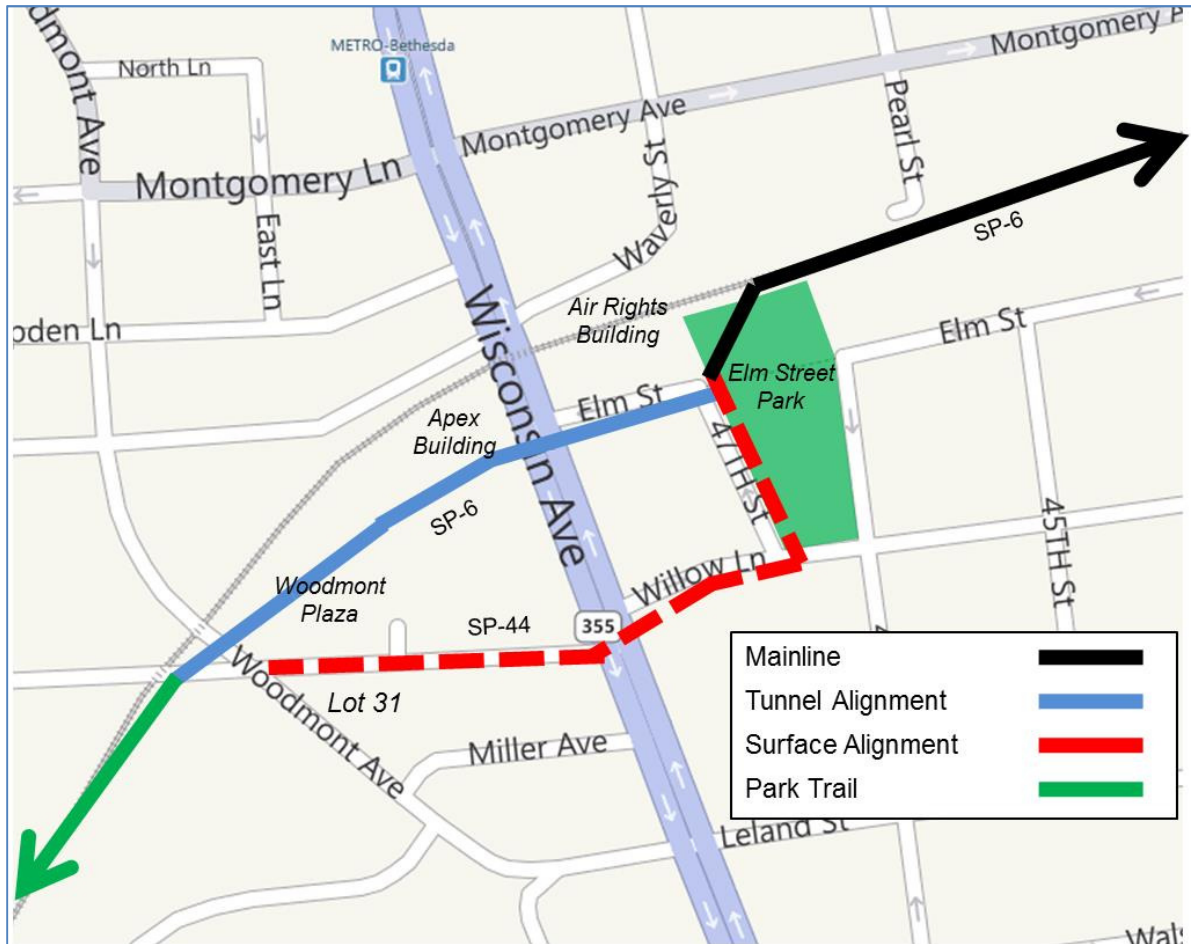 dmont Ave
North Ln
METRO-Bethesda
Montgomery A
Montgomery Ave
Pearl St
Montgomery Ln
East Ln
Waverly St
SP-6
pden Ln
Wisconsin Ave
Air Rights
Building
Elm St
Elm St
Elm Street
Park
Apex
Building
47TH St
SP-6
45TH St
Woodmont
Plaza
Willow Ln
SP-44
355
Woodmont Ave
Lot 31
Miller Ave
Leland St
Wals
Mainline
Tunnel Alignment
Surface Alignment
Park Trail